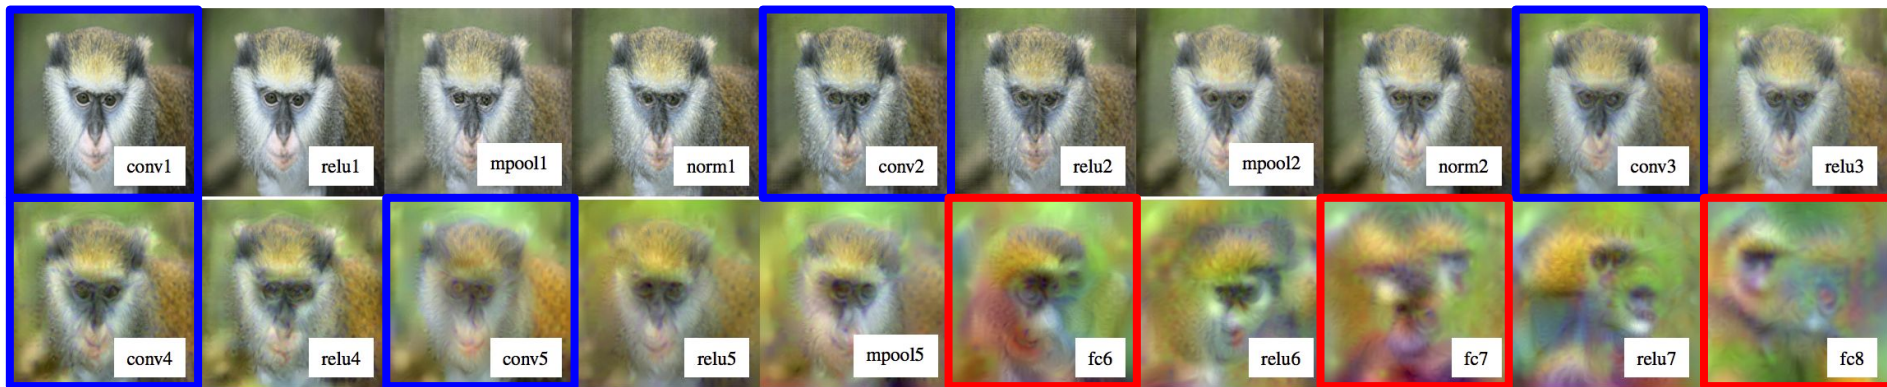 conv1
relu1
mpool1
norm1
conv2
relu2
mpool2
norm2
conv3
relu3
conv4
relu4
conv5
relu5
mpool5
fc6
relu6
fc7
relu7
fc8